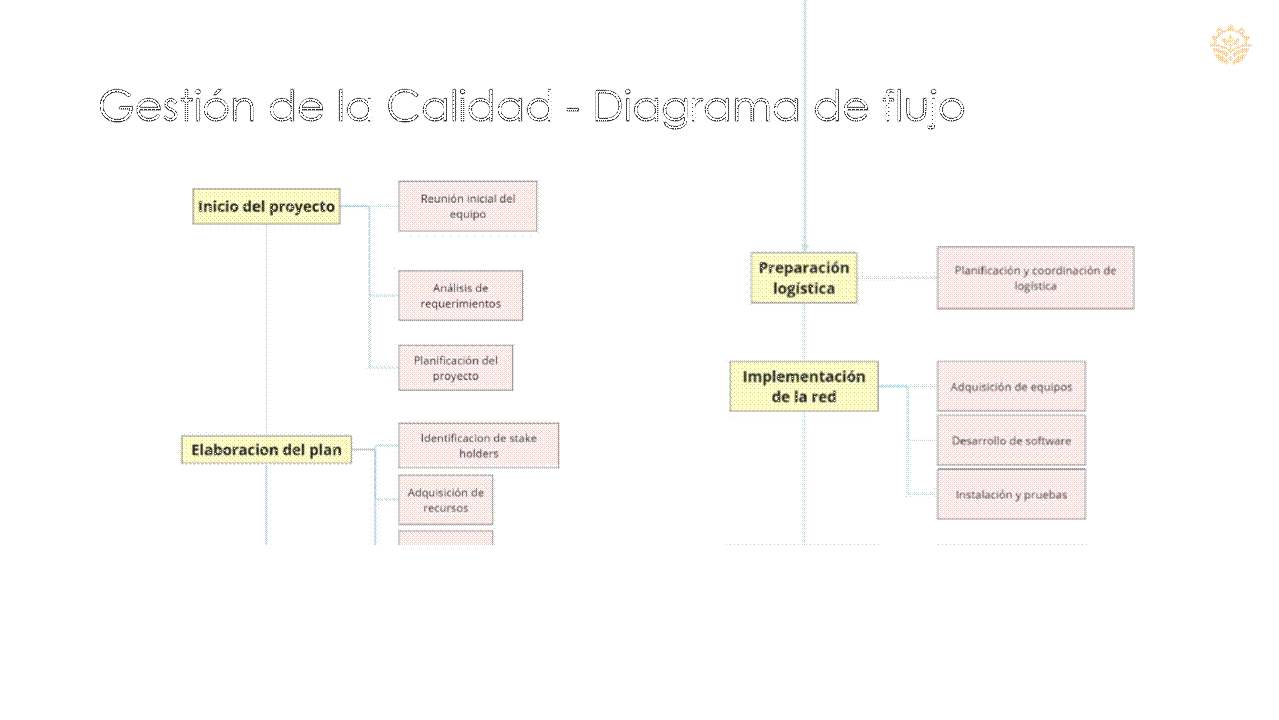 Gestión de la Calidad - Diagrama de flujo
Inicio del proyecto
Reunión inicial del
equipo
Análisis de
requerimientos
Planificación del
proyecto
Elaboracion del plan
Identificacion de stake
holders
Adquisición de
recursos
Preparación
logística
Planificación y coordinación de
logística
Implementación
de la red
Adquisición de equipos
Desarrollo de software
Instalación y pruebas